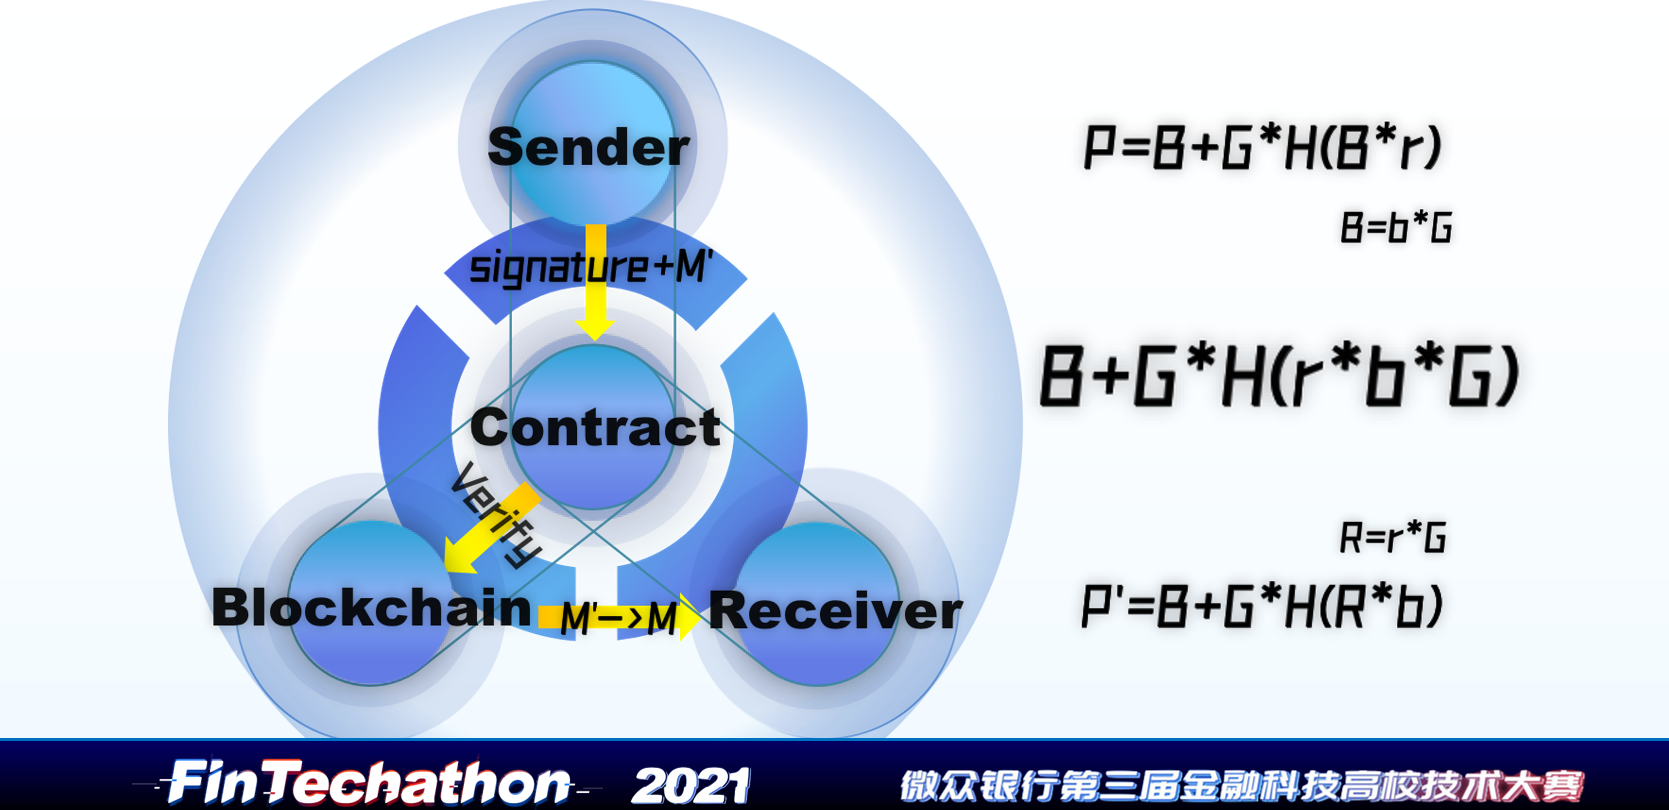 Sender
signature+M'
Contract
Verify
Blockchain
M'->M
Receiver
P=B+G*H(B*r)
B=b*G
B+G*H(r*b*G)
R=r*G
P'=B+G*H(R*b)
FinTechathon 2021
微众银行第三届金融科技高校技术大赛